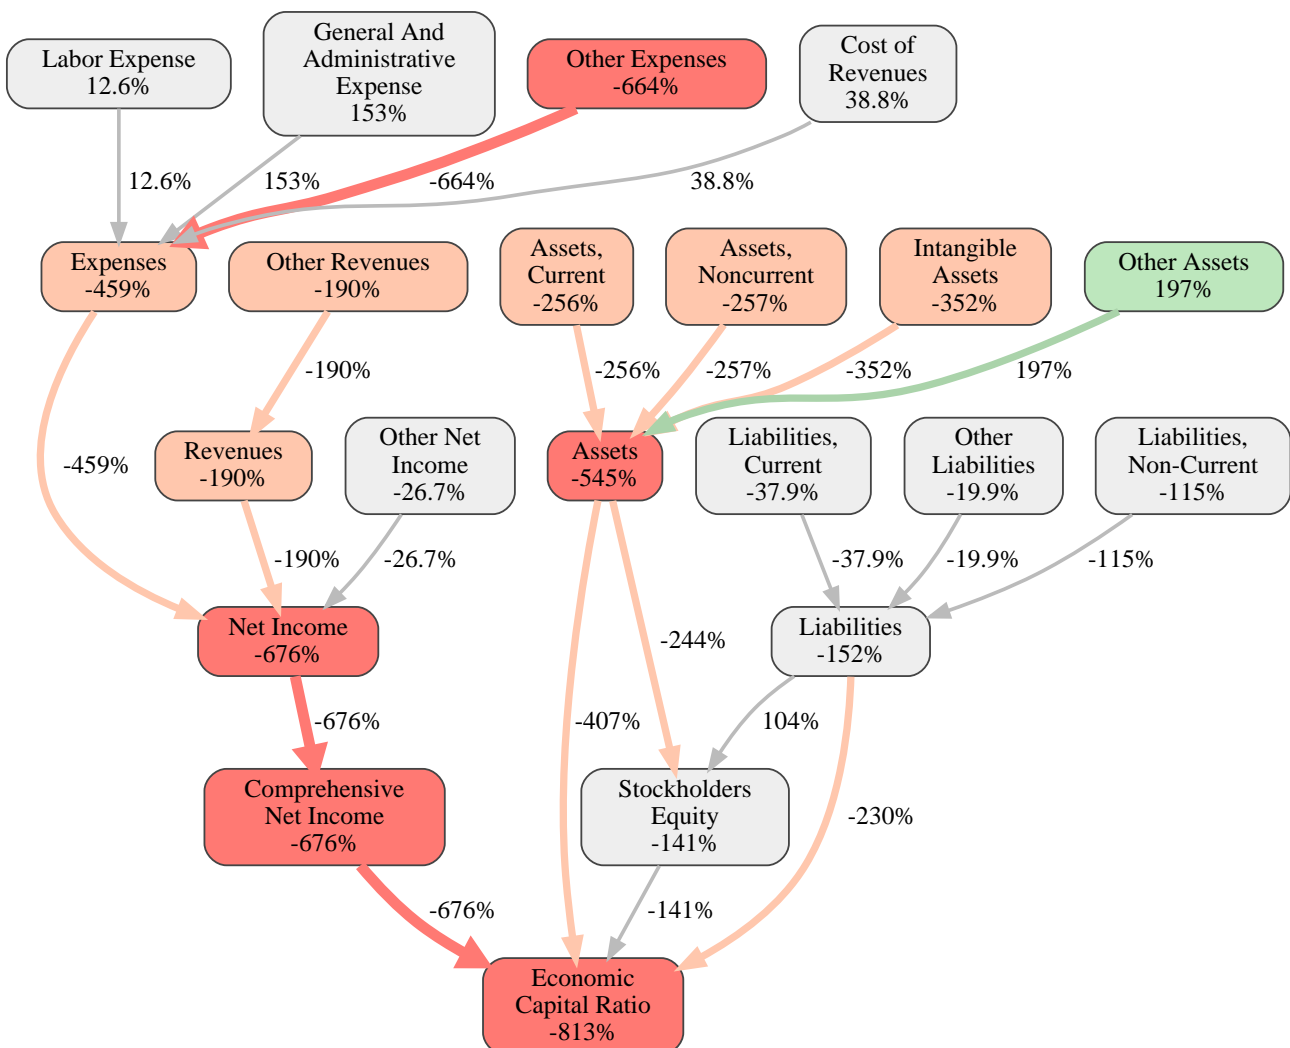 Labor Expense
12.6%
General And
Administrative
Expense
153%
Other Expenses
-664%
Cost of
Revenues
38.8%
12.6%
153%
-664%
38.8%
Expenses
-459%
Other Revenues
-190%
Assets,
Current
-256%
Assets,
Noncurrent
-257%
Intangible
Assets
-352%
Other Assets
197%
-190%
-256%
-257%
-352%
197%
-459%
Revenues
-190%
Other Net
Income
-26.7%
Assets
-545%
Liabilities,
Current
-37.9%
Other
Liabilities
-19.9%
Liabilities,
Non-Current
-115%
-190%
-26.7%
-37.9%
-19.9%
-115%
Net Income
-676%
-244%
Liabilities
-152%
-676%
-407%
104%
Comprehensive
Net Income
-676%
Stockholders
Equity
-141%
-230%
-676%
-141%
Economic
Capital Ratio
-813%